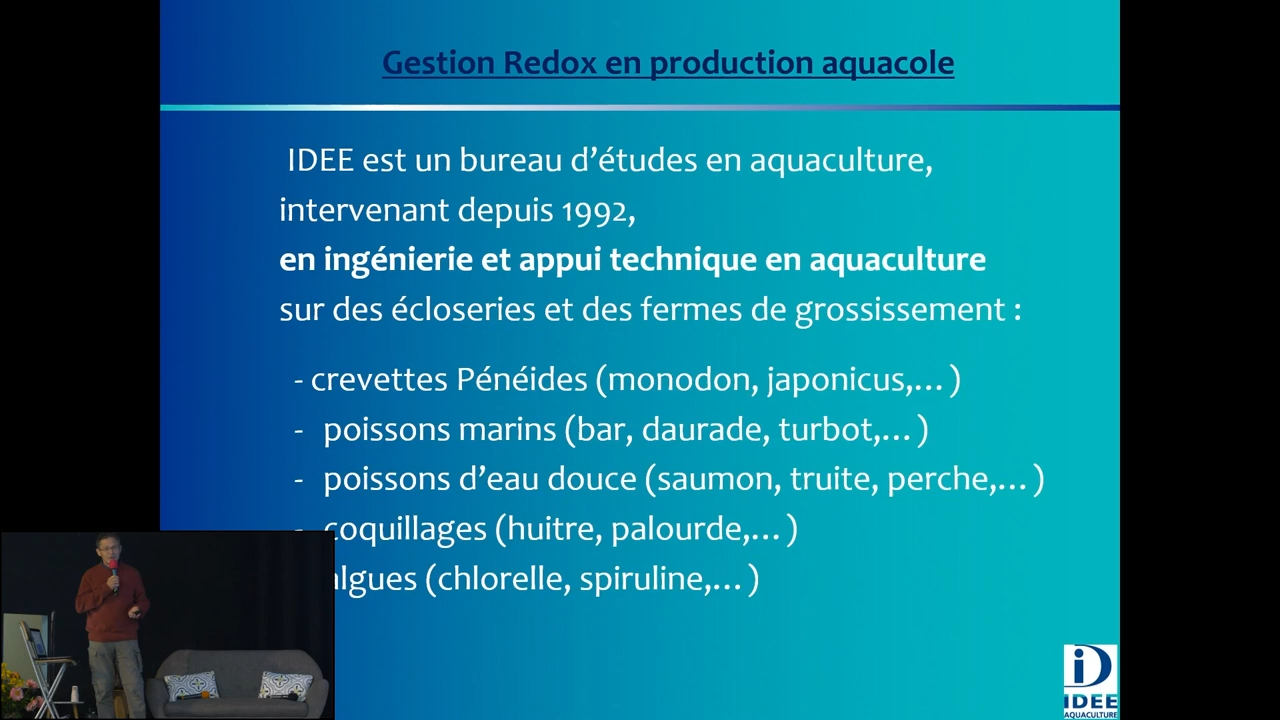 Gestion Redox en production aquacole
IDEE est un bureau d’études en aquaculture,
intervenant depuis 1992,
en ingénierie et appui technique en aquaculture
sur des écloseries et des fermes de grossissement :
- crevettes Pénéides (monodon, japonicus,… )
- poissons marins (bar, daurade, turbot,… )
- poissons d’eau douce (saumon, truite, perche,… )
- coquillages (huitre, palourde,… )
algues (chlorelle, spiruline,… )
iD
IDEE
AQUACULTURE